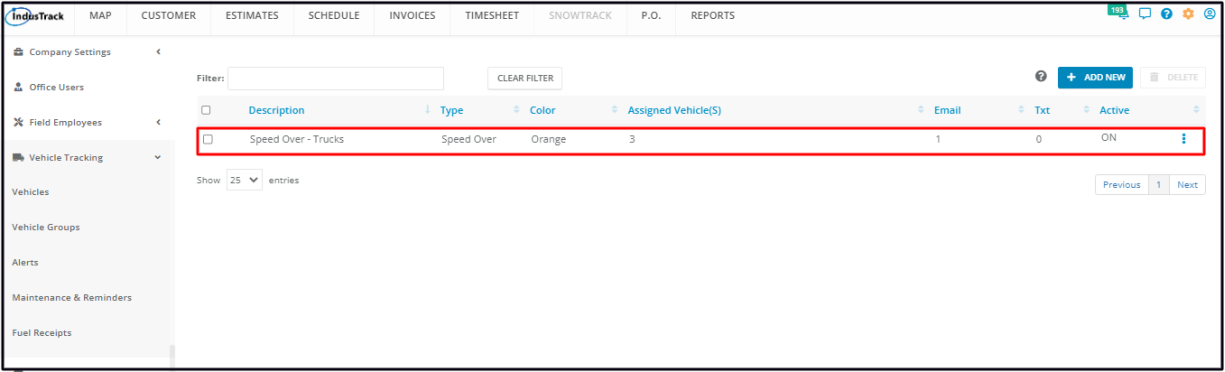 IndusTrack MAP CUSTOMER ESTIMATES SCHEDULE INVOICES TIMESHEET SNOWTRACK P.O. REPORTS 193
Company Settings
Office Users
Field Employees
Vehicle Tracking
Vehicles
Vehicle Groups
Alerts
Maintenance & Reminders
Fuel Receipts
Filter: CLEAR FILTER ? + ADD NEW DELETE
Description Type Color Assigned Vehicle(S) Email Txt Active
Speed Over - Trucks Speed Over Orange 3 1 0 ON
Show 25 entries
Previous 1 Next